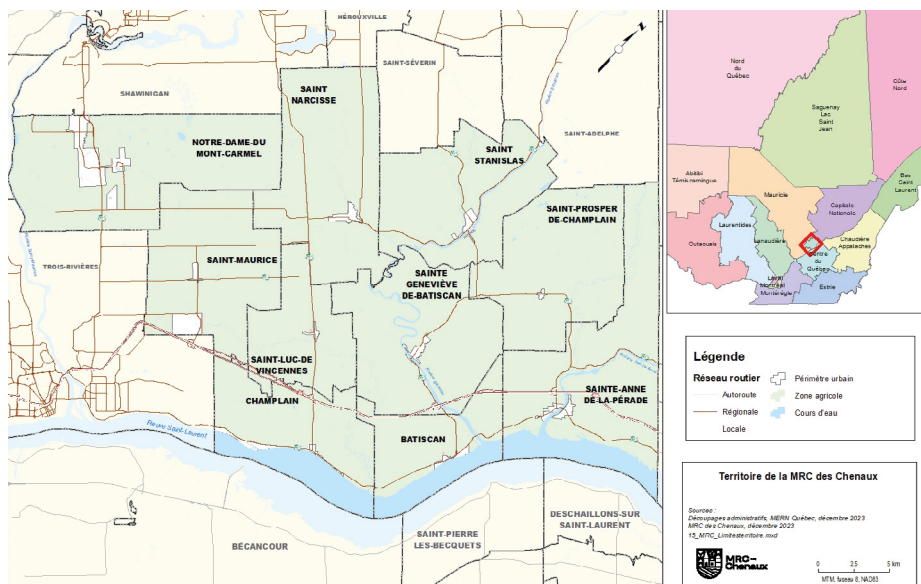 HÉROUXVILLE
SAINT-SÉVERIN
SHAWINIGAN
SAINT
NARCISSE
SAINT-ADELPHE
NOTRE-DAME-DU
MONT-CARMEL
SAINT
STANISLAS
SAINT-PROSPER
DE-CHAMPLAIN
TROIS-RIVIÈRES
SAINT-MAURICE
SAINTE
GENEVIÈVE
DE-BATISCAN
SAINT-LUC-DE
VINCENNES
CHAMPLAIN
SAINTE-ANNE
DE-LA-PÉRADE
BATISCAN
Fleuve Saint-Laurent
DESCHAILLONS-SUR
SAINT-LAURENT
SAINT-PIERRE
LES-BECQUETS
BÉCANCOUR
Nord
du
Québec
Côte
Nord
Saguenay
Lac
Saint
Jean
Abitibi
Témiscamingue
Mauricie
Bas
Saint
Laurent
Capitale
Nationale
Laurentides
Lanaudière
Outaouais
Chaudière
Appalaches
Centre
du
Québec
Laval
Montréal
Montérégie
Estrie
Légende
Réseau routier
Autoroute
Régionale
Locale
Périmètre urbain
Zone agricole
Cours d'eau
Territoire de la MRC des Chenaux
Sources :
Découpages administratifs, MERN Québec, décembre 2023
MRC des Chenaux, décembre 2023
15_MRC_Limitesterritoire.mxd
MRC
Chenaux
0 2.5 5 km
MTM, fuseau 8, NAD83